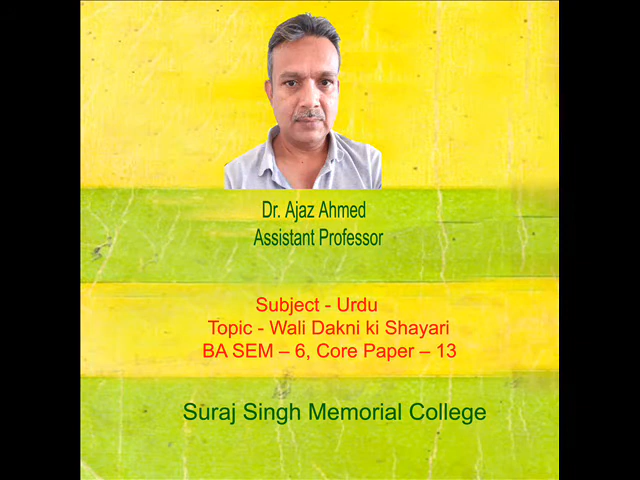 Dr. Ajaz Ahmed
Assistant Professor
Subject - Urdu
Topic - Wali Dakni ki Shayari
BA SEM – 6, Core Paper – 13
Suraj Singh Memorial College